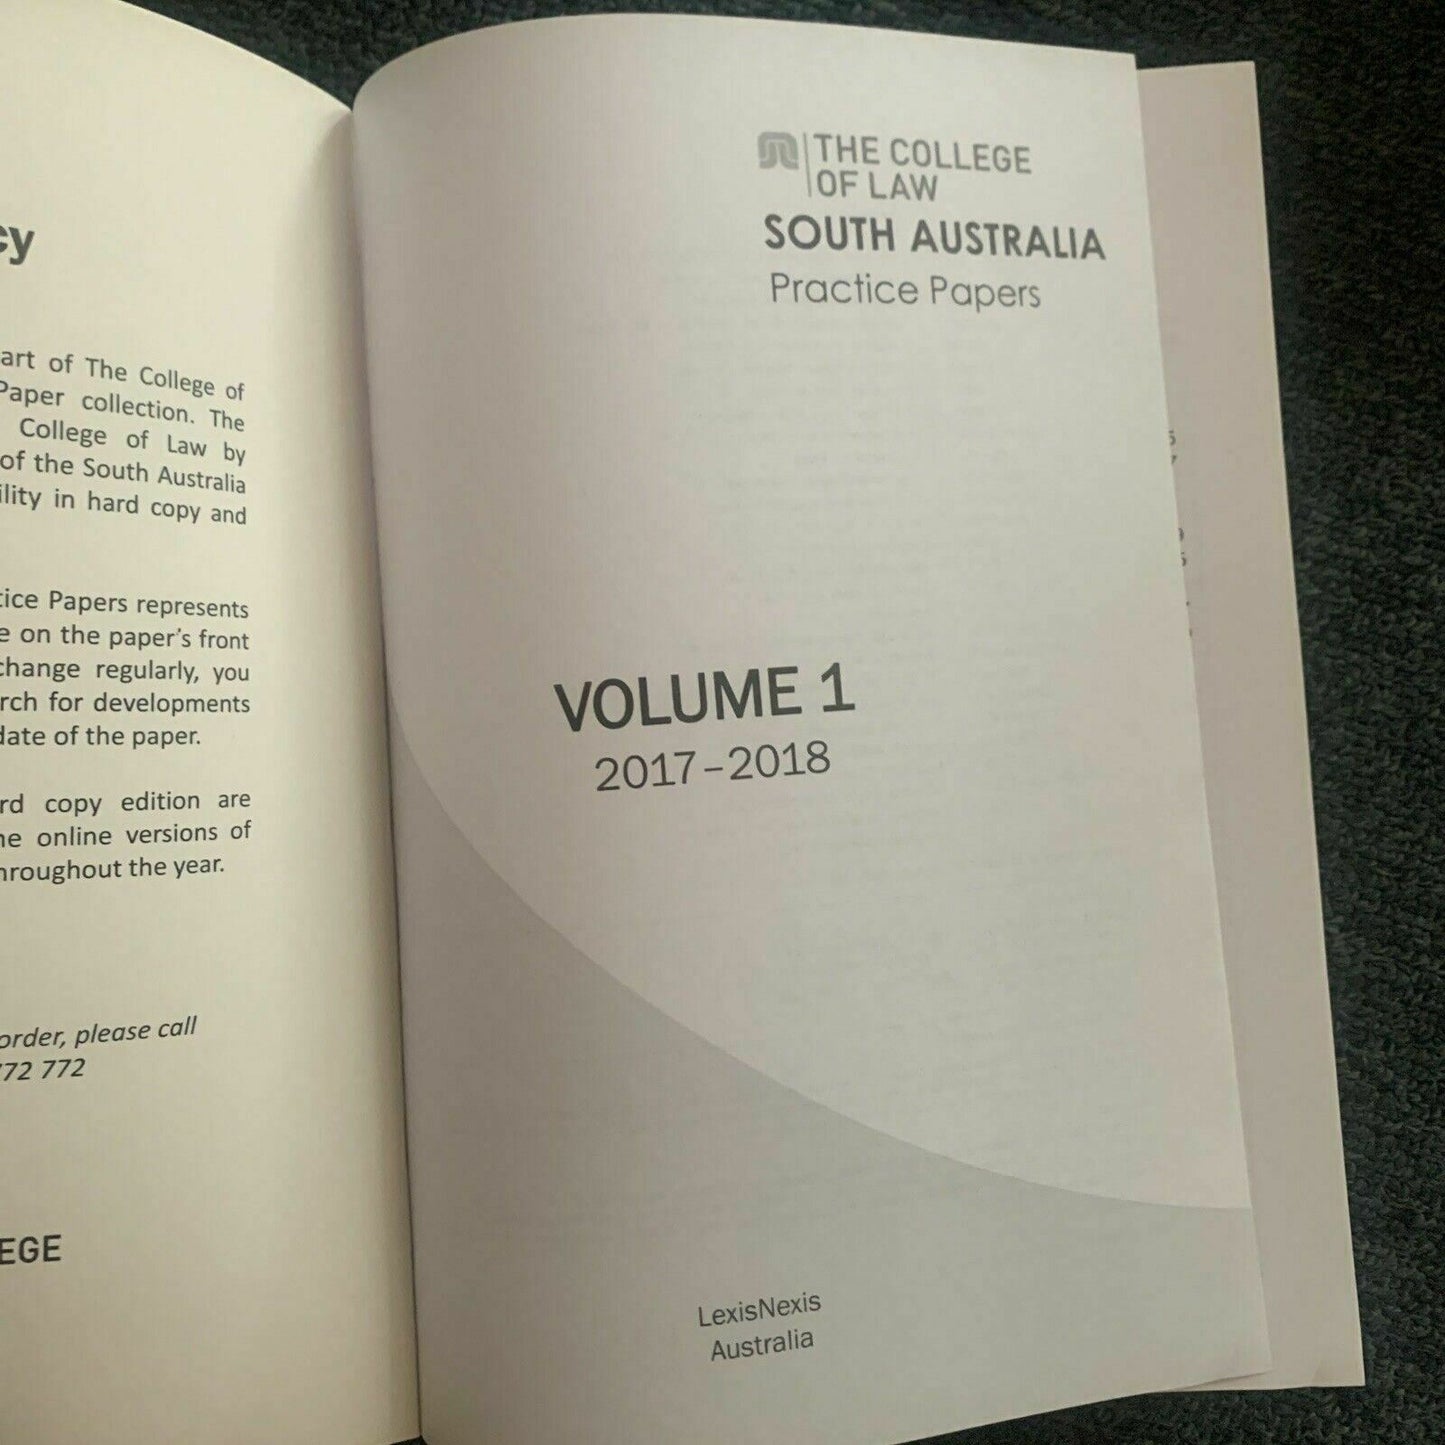 cy
art of The College of
Paper collection. The
College of Law by
of the South Australia
ility in hard copy and
tice Papers represents
e on the paper's front
change regularly, you
rch for developments
date of the paper.
rd copy edition are
ne online versions of
hroughout the year.
order, please call
772 772
EGE
THE COLLEGE
OF LAW
SOUTH AUSTRALIA
Practice Papers
VOLUME 1
2017–2018
LexisNexis
Australia